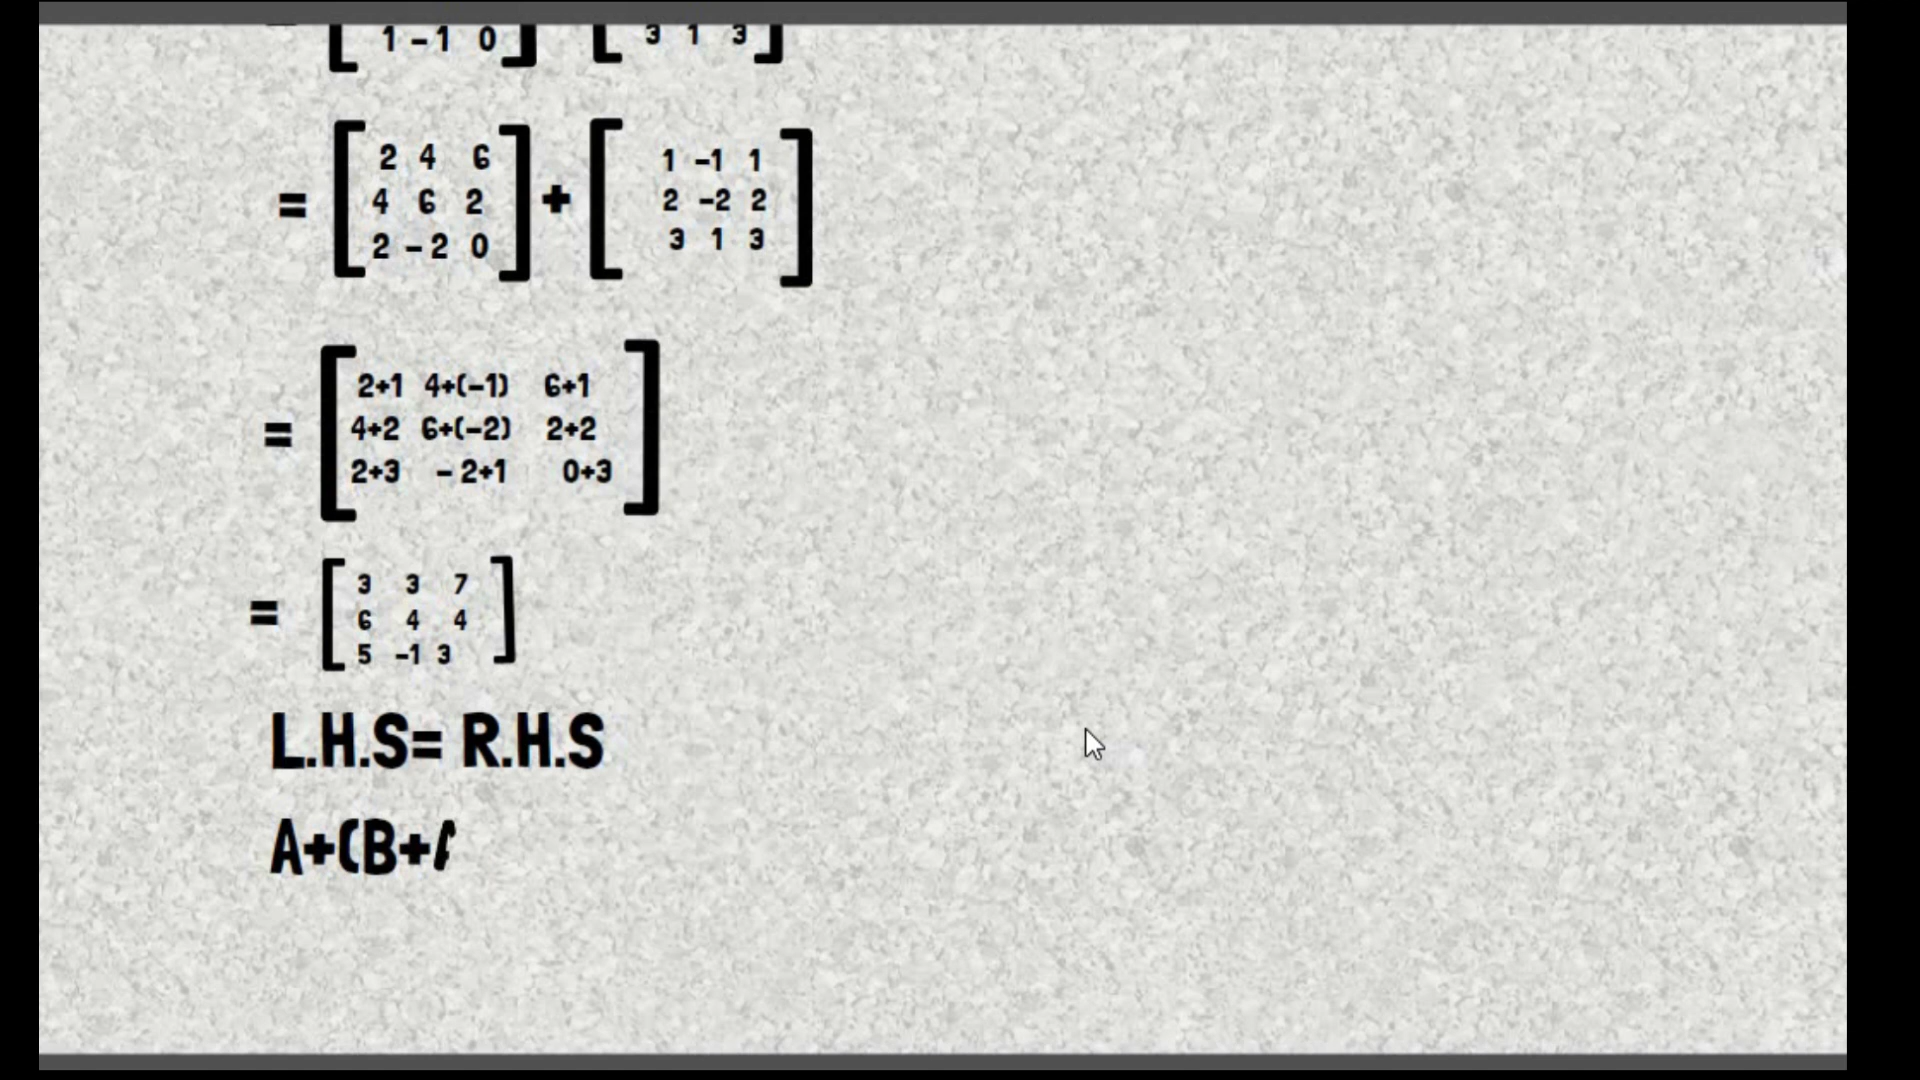 1 -1 0 3 1 3
2 4 6 1 -1 1
= 4 6 2 + 2 -2 2
2 -2 0 3 1 3
2+1 4+(-1) 6+1
= 4+2 6+(-2) 2+2
2+3 -2+1 0+3
3 3 7
= 6 4 4
5 -1 3
L.H.S= R.H.S
A+(B+